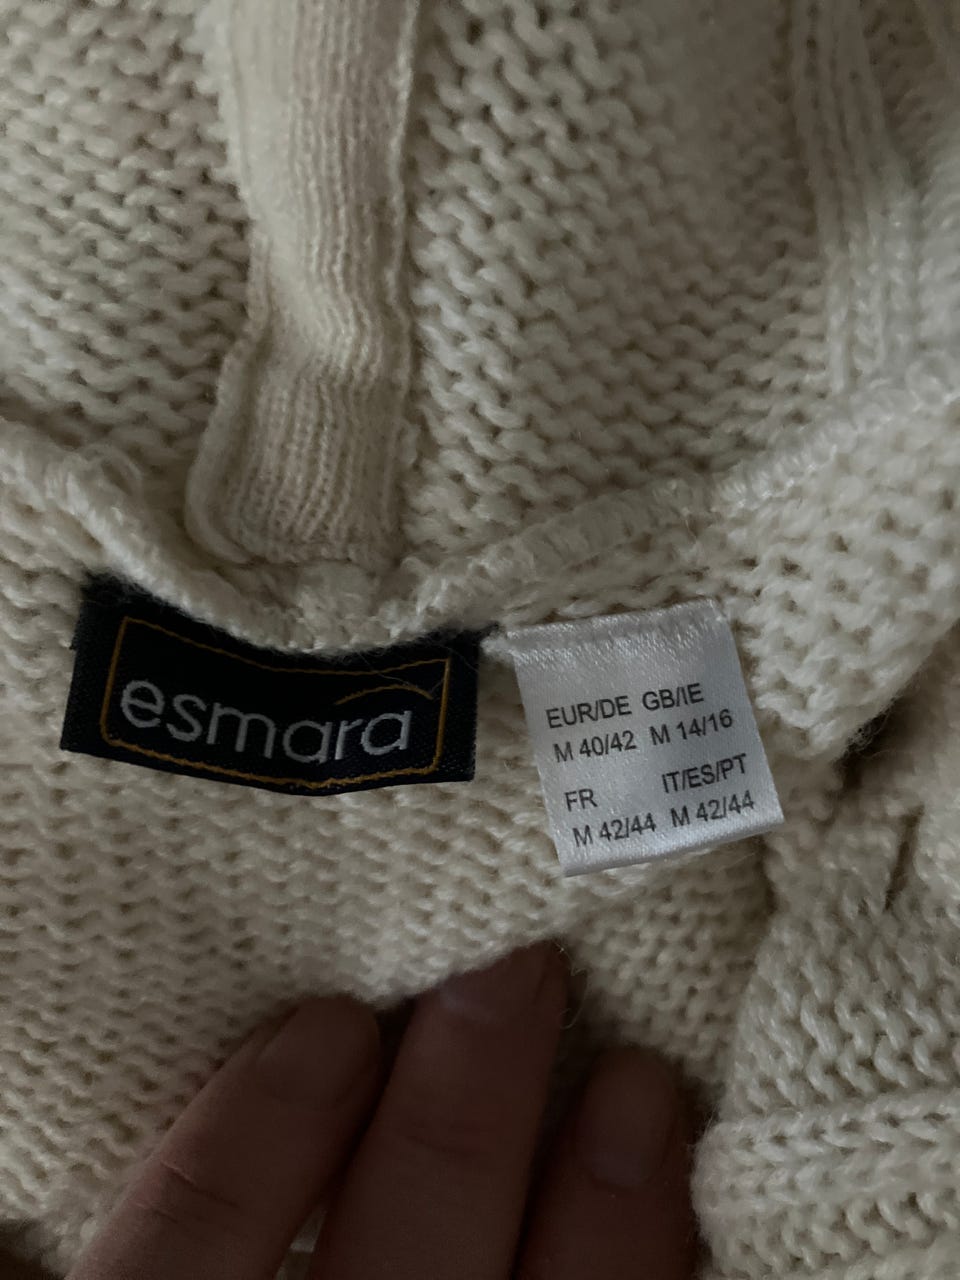 esmara
EUR/DE GB/IE
M 40/42 M 14/16
FR IT/ES/PT
M 42/44 M 42/44